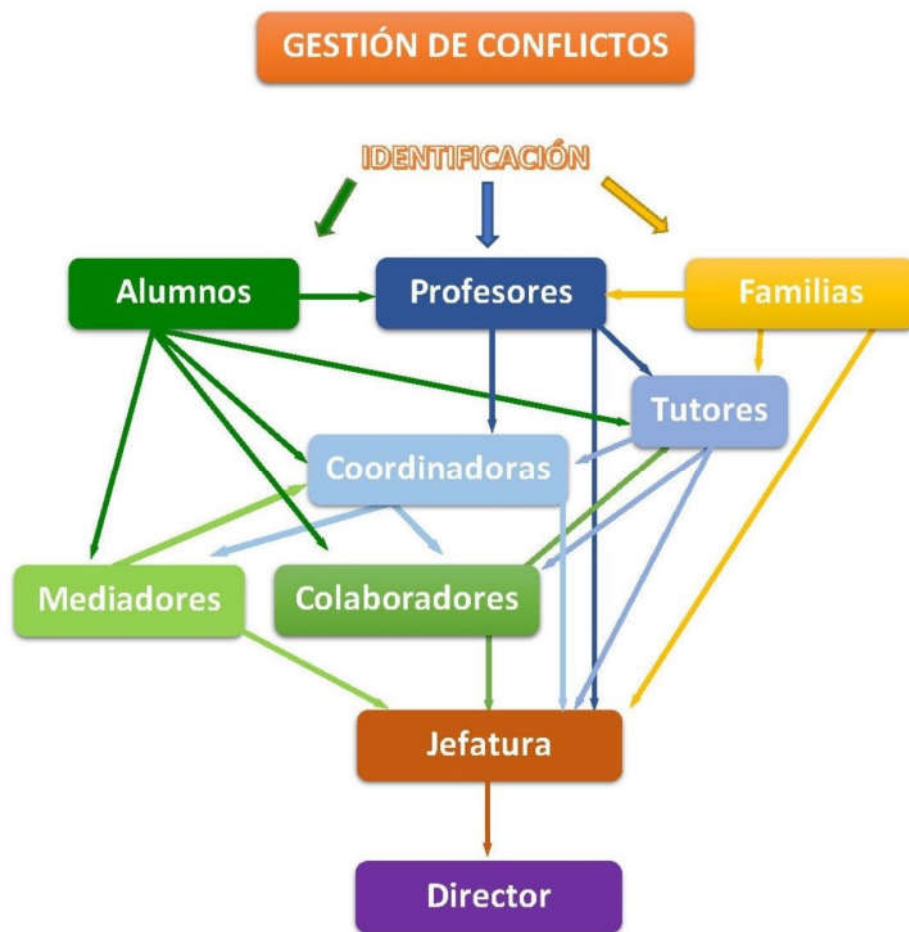 GESTIÓN DE CONFLICTOS
IDENTIFICACIÓN
Alumnos
Profesores
Familias
Tutores
Coordinadoras
Mediadores
Colaboradores
Jefatura
Director